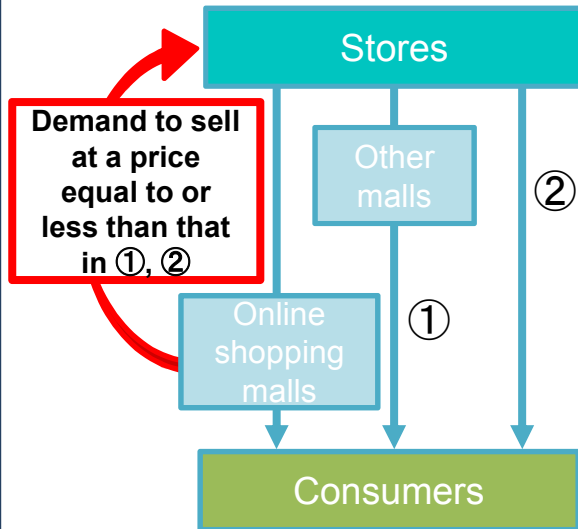 Stores
Demand to sell
at a price
equal to or
less than that
in ①, ②
Other
malls
②
Online
shopping
malls
①
Consumers